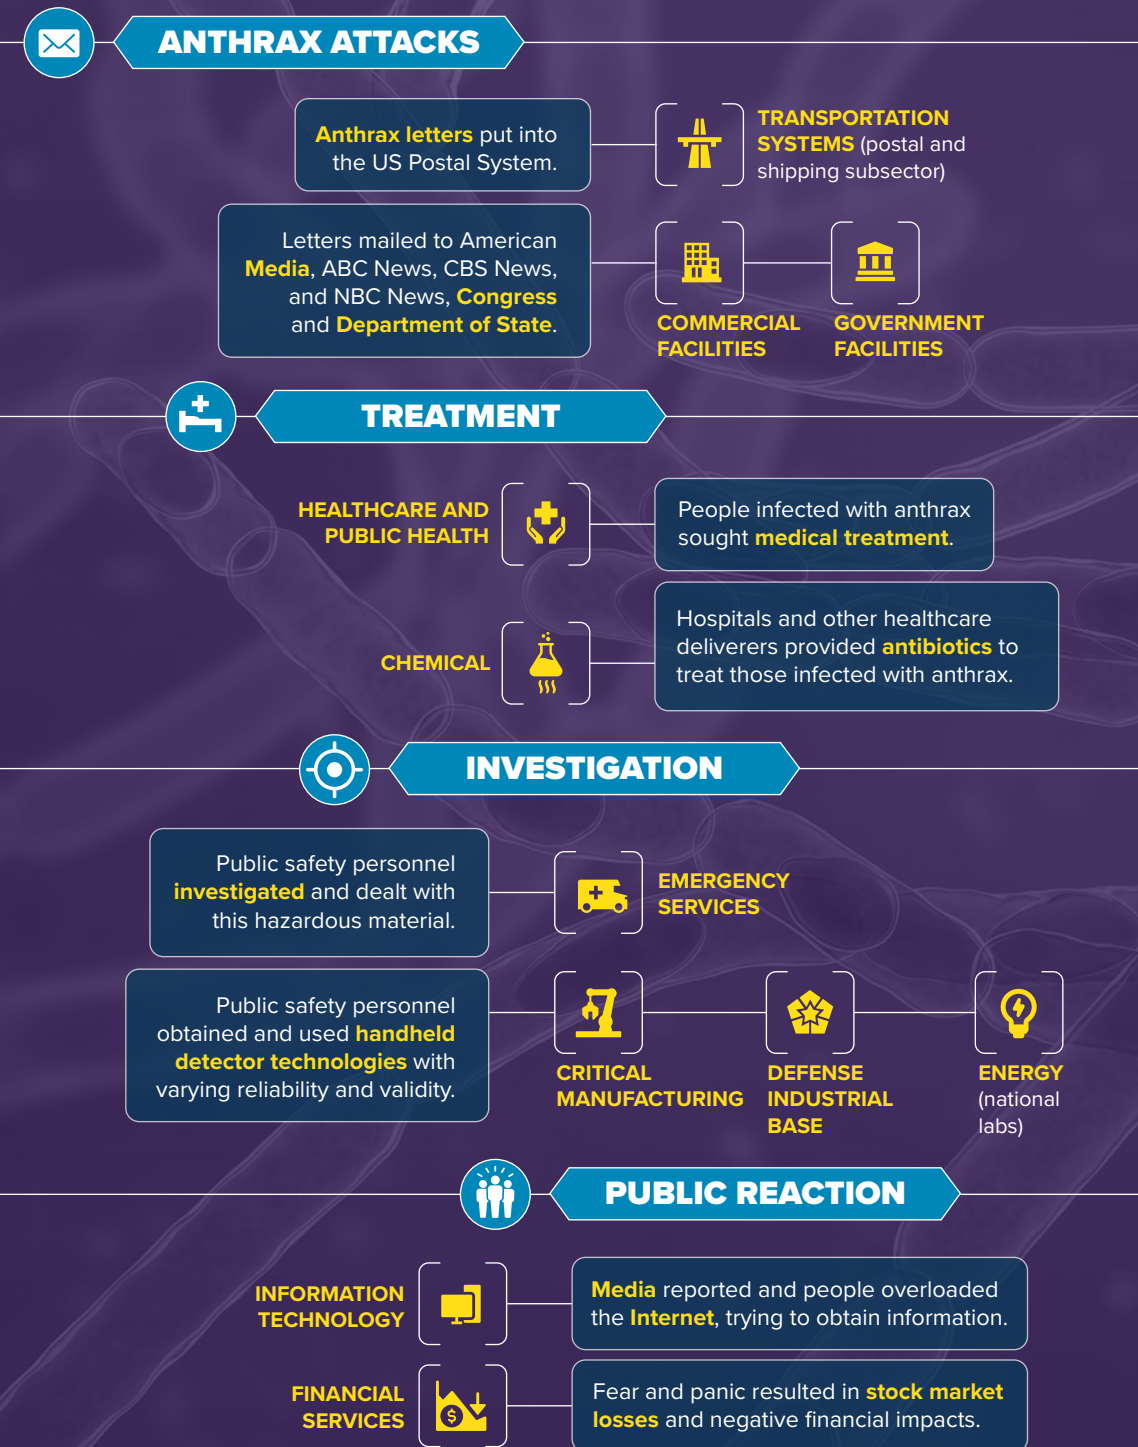 ANTHRAX ATTACKS
Anthrax letters put into
the US Postal System.
TRANSPORTATION
SYSTEMS (postal and
shipping subsector)
Letters mailed to American
Media, ABC News, CBS News,
and NBC News, Congress
and Department of State.
COMMERCIAL
FACILITIES
GOVERNMENT
FACILITIES
TREATMENT
HEALTHCARE AND
PUBLIC HEALTH
People infected with anthrax
sought medical treatment.
CHEMICAL
Hospitals and other healthcare
deliverers provided antibiotics to
treat those infected with anthrax.
INVESTIGATION
Public safety personnel
investigated and dealt with
this hazardous material.
EMERGENCY
SERVICES
Public safety personnel
obtained and used handheld
detector technologies with
varying reliability and validity.
CRITICAL
MANUFACTURING
DEFENSE
INDUSTRIAL
BASE
ENERGY
(national
labs)
PUBLIC REACTION
INFORMATION
TECHNOLOGY
Media reported and people overloaded
the Internet, trying to obtain information.
FINANCIAL
SERVICES
$
Fear and panic resulted in stock market
losses and negative financial impacts.